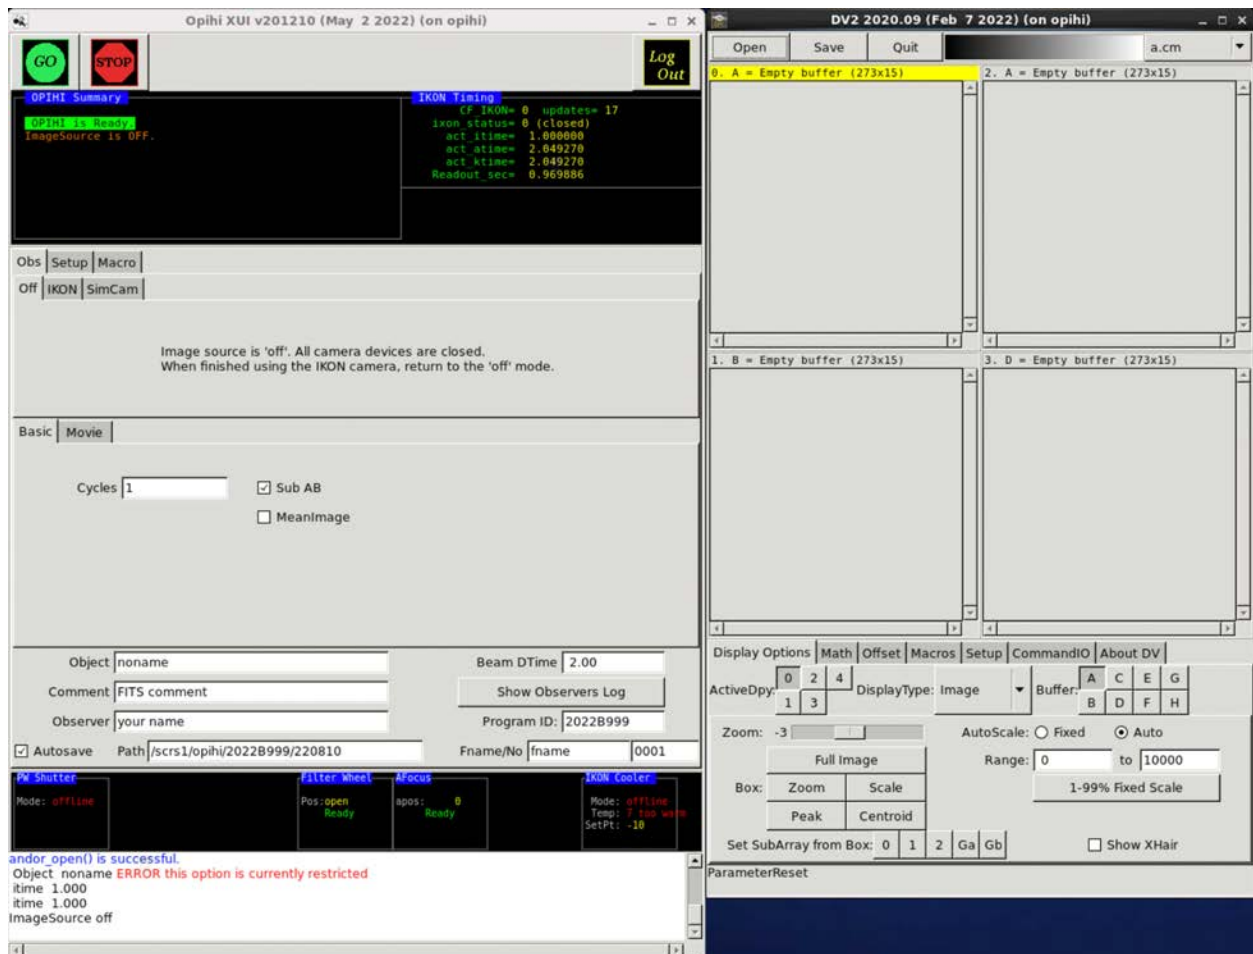 Opihi XUI v201210 (May 2 2022) (on opihi)
GO
STOP
Log
Out
OPIHI Summary
OPIHI is Ready.
ImageSource is OFF.
IKON Timing
CF_IKON= 0 updates= 17
ixon_status= 0 (closed)
act_itime= 1.000000
act_atime= 2.049270
act_ktime= 2.049270
Readout_sec= 0.969886
Obs Setup Macro
Off IKON SimCam
Image source is 'off'. All camera devices are closed.
When finished using the IKON camera, return to the 'off' mode.
Basic Movie
Cycles 1 Sub AB
MeanImage
Object noname Beam DTime 2.00
Comment FITS comment Show Observers Log
Observer your name Program ID: 2022B999
Autosave Path /scrs1/opihi/2022B999/220810 Fname/No fname 0001
PW Shutter
Mode: offline
Filter Wheel
Pos:open
Ready
AFocus
apos: 0
Ready
IKON Cooler
Mode: offline
Temp: 7 too warm
SetPt: -10
andor_open() is successful.
Object noname ERROR this option is currently restricted
itime 1.000
itime 1.000
ImageSource off
DV2 2020.09 (Feb 7 2022) (on opihi)
Open Save Quit a.cm
0. A = Empty buffer (273x15) 2. A = Empty buffer (273x15)
1. B = Empty buffer (273x15) 3. D = Empty buffer (273x15)
Display Options Math Offset Macros Setup CommandIO About DV
ActiveDpy: 0 2 4 DisplayType: Image Buffer: A C E G
1 3 B D F H
Zoom: -3 AutoScale: Fixed Auto
Full Image Range: 0 to 10000
Box: Zoom Scale 1-99% Fixed Scale
Peak Centroid
Set SubArray from Box: 0 1 2 Ga Gb Show XHair
ParameterReset